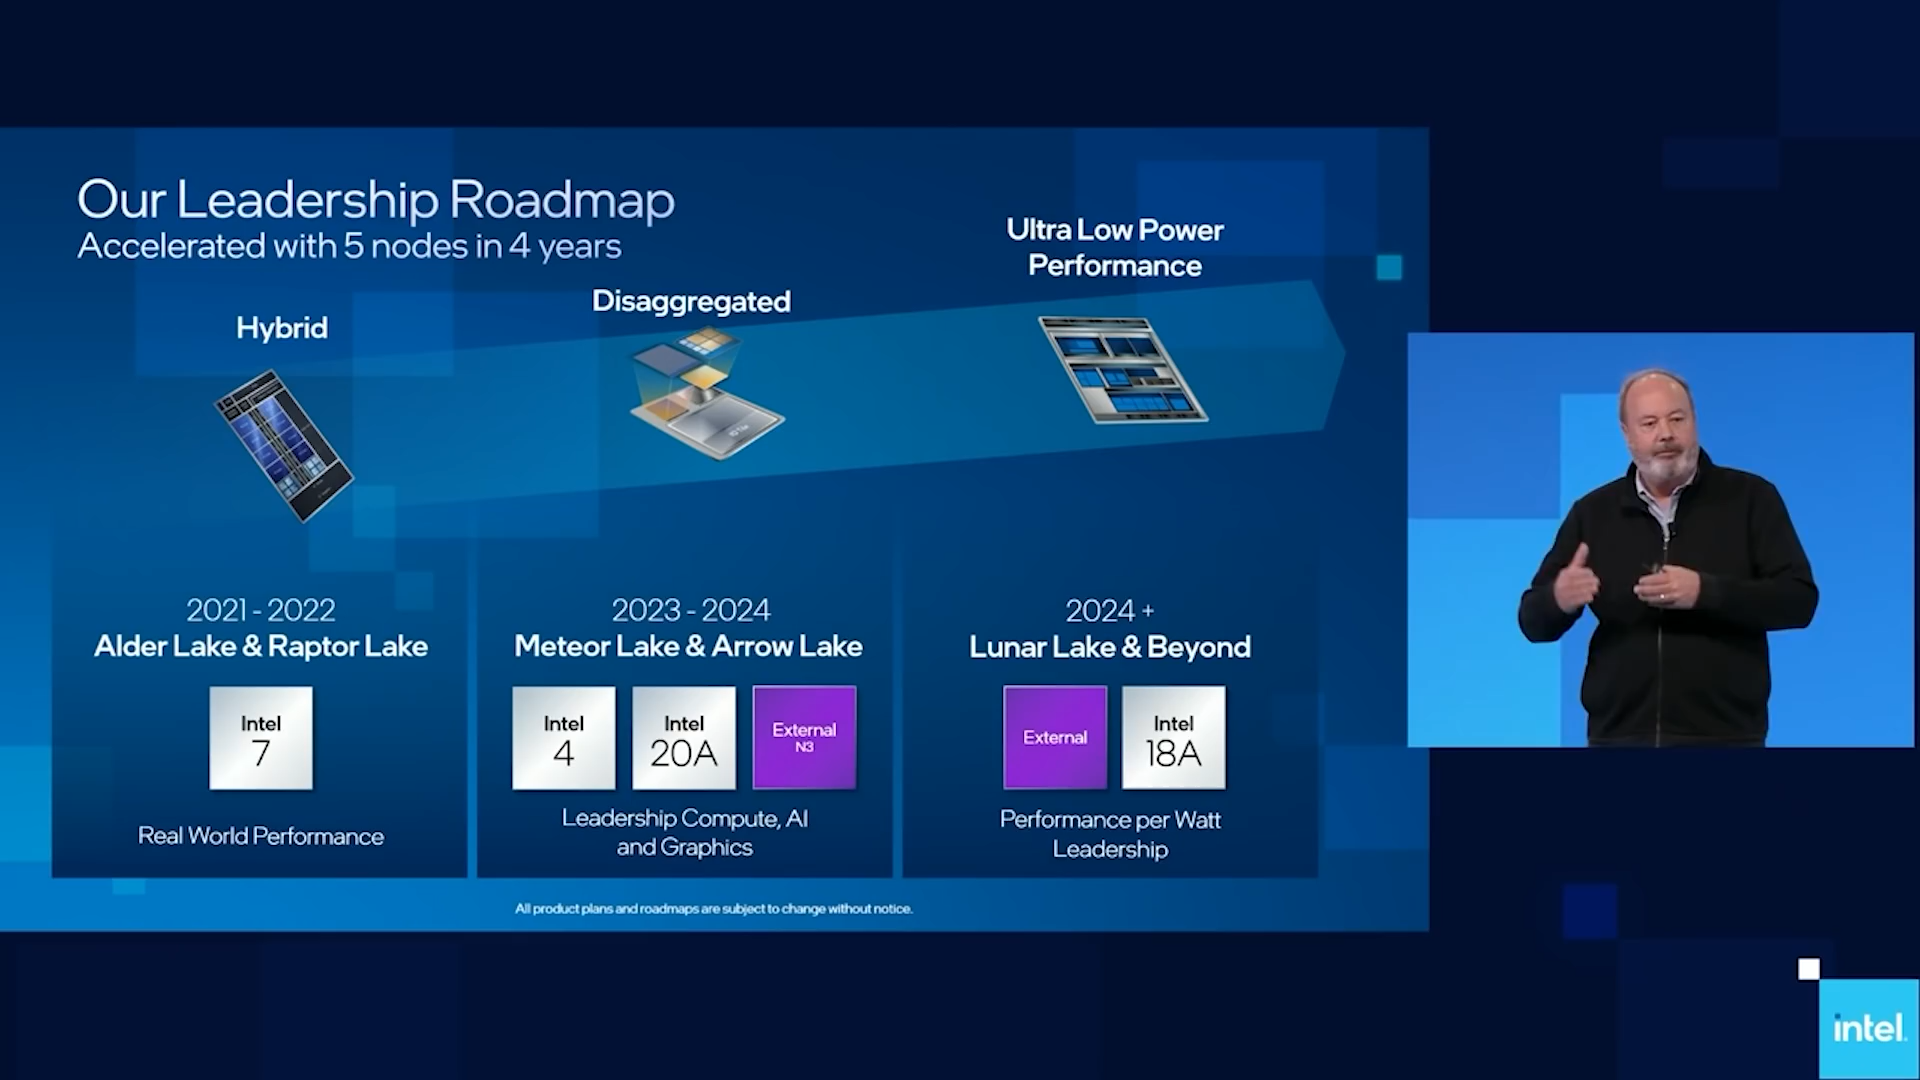 Our Leadership Roadmap
Accelerated with 5 nodes in 4 years
Hybrid
Disaggregated
Ultra Low Power
Performance
2021 - 2022
Alder Lake & Raptor Lake
Intel
7
Real World Performance
2023 - 2024
Meteor Lake & Arrow Lake
Intel
4
Intel
20A
External
N3
Leadership Compute, AI
and Graphics
2024 +
Lunar Lake & Beyond
External
Intel
18A
Performance per Watt
Leadership
All product plans and roadmaps are subject to change without notice.
intel.